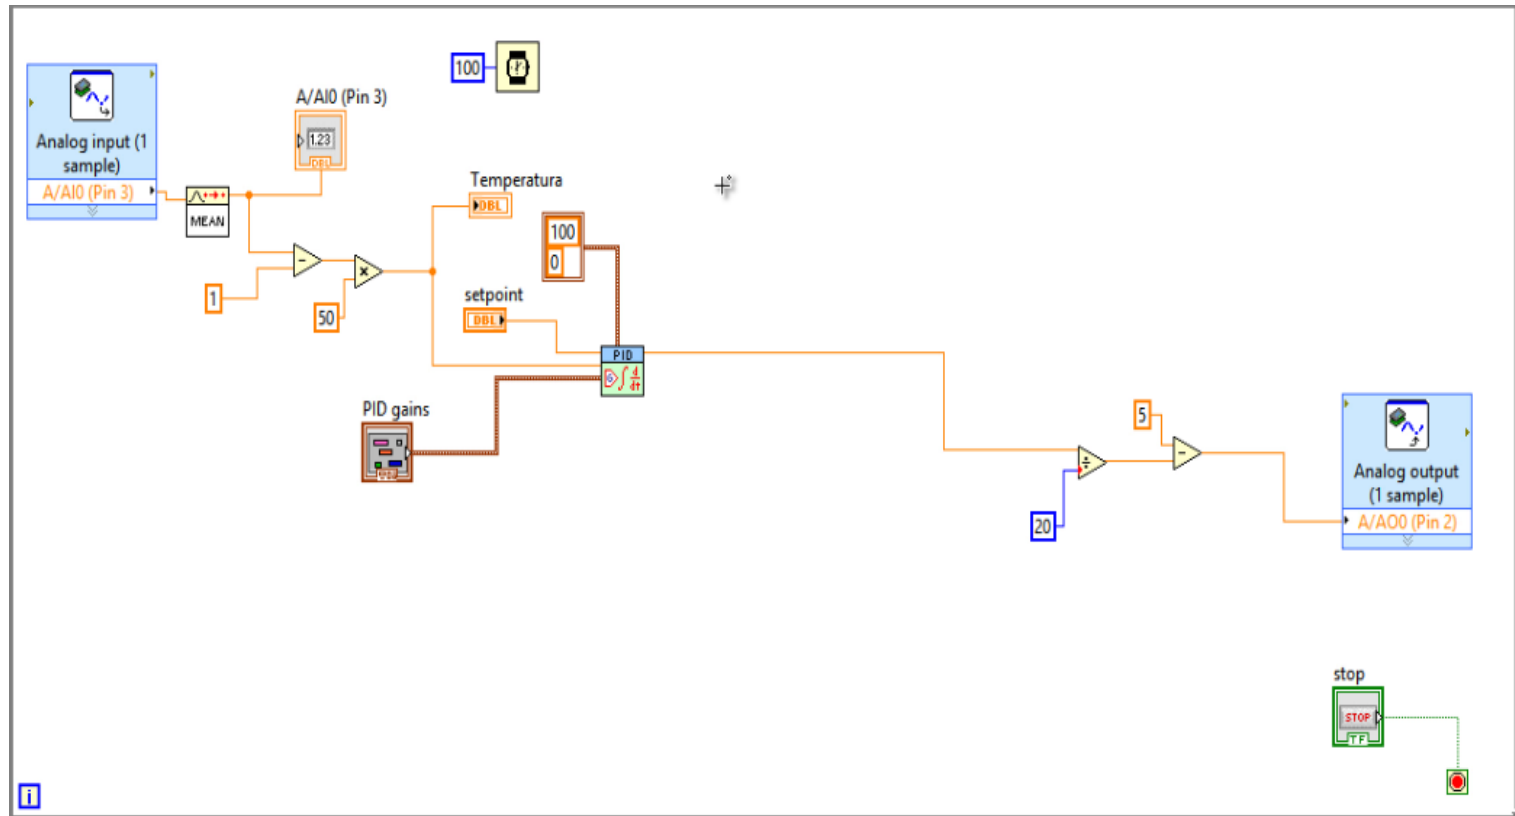 100
Analog input (1
sample)
A/AI0 (Pin 3)
A/AI0 (Pin 3)
1.23
DBL
MEAN
Temperatura
DBL
100
0
-
x
1
50
setpoint
DBL
PID
d
dt
PID gains
5
-
÷
20
Analog output
(1 sample)
A/AO0 (Pin 2)
stop
STOP
TF
i